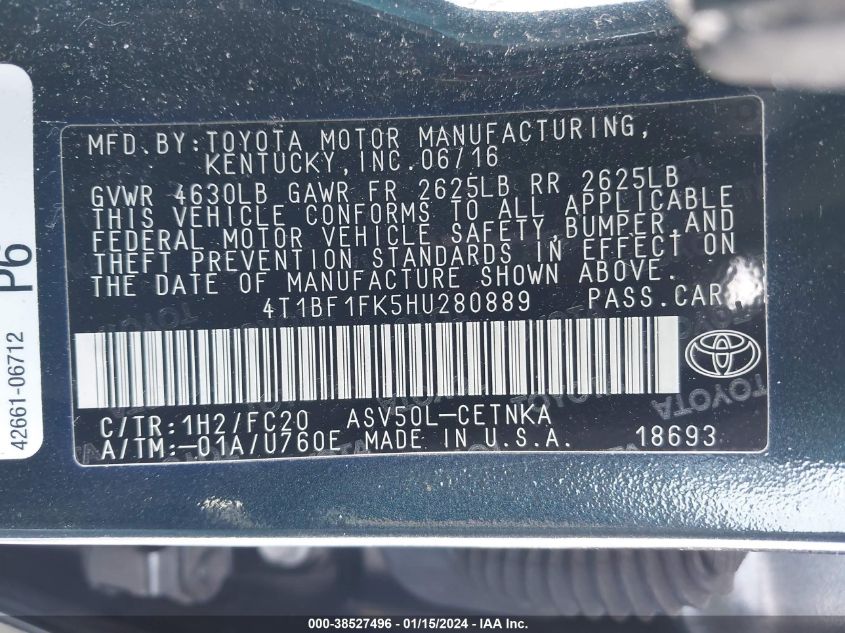 MFD.BY:TOYOTA MOTOR MANUFACTURING,
KENTUCKY,INC.06/16
GVWR 4630LB GAWR FR 2625LB RR 2625LB
THIS VEHICLE CONFORMS TO ALL APPLICABLE
FEDERAL MOTOR VEHICLE SAFETY,BUMPER,AND
THEFT PREVENTION STANDARDS IN EFFECT ON
THE DATE OF MANUFACTURE SHOWN ABOVE.
4T1BF1FK5HU280889 PASS.CAR
C/TR:1H2/FC20 ASV50L-CETNKA
A/TM:-01A/U760E MADE IN U.S.A. 18693
42661-06712 P6
TOYOTA
000-38527496 - 01/15/2024 - IAA Inc.